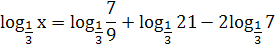 log_{1/3} x = log_{1/3} 7/9 + log_{1/3} 21 − 2log_{1/3} 7